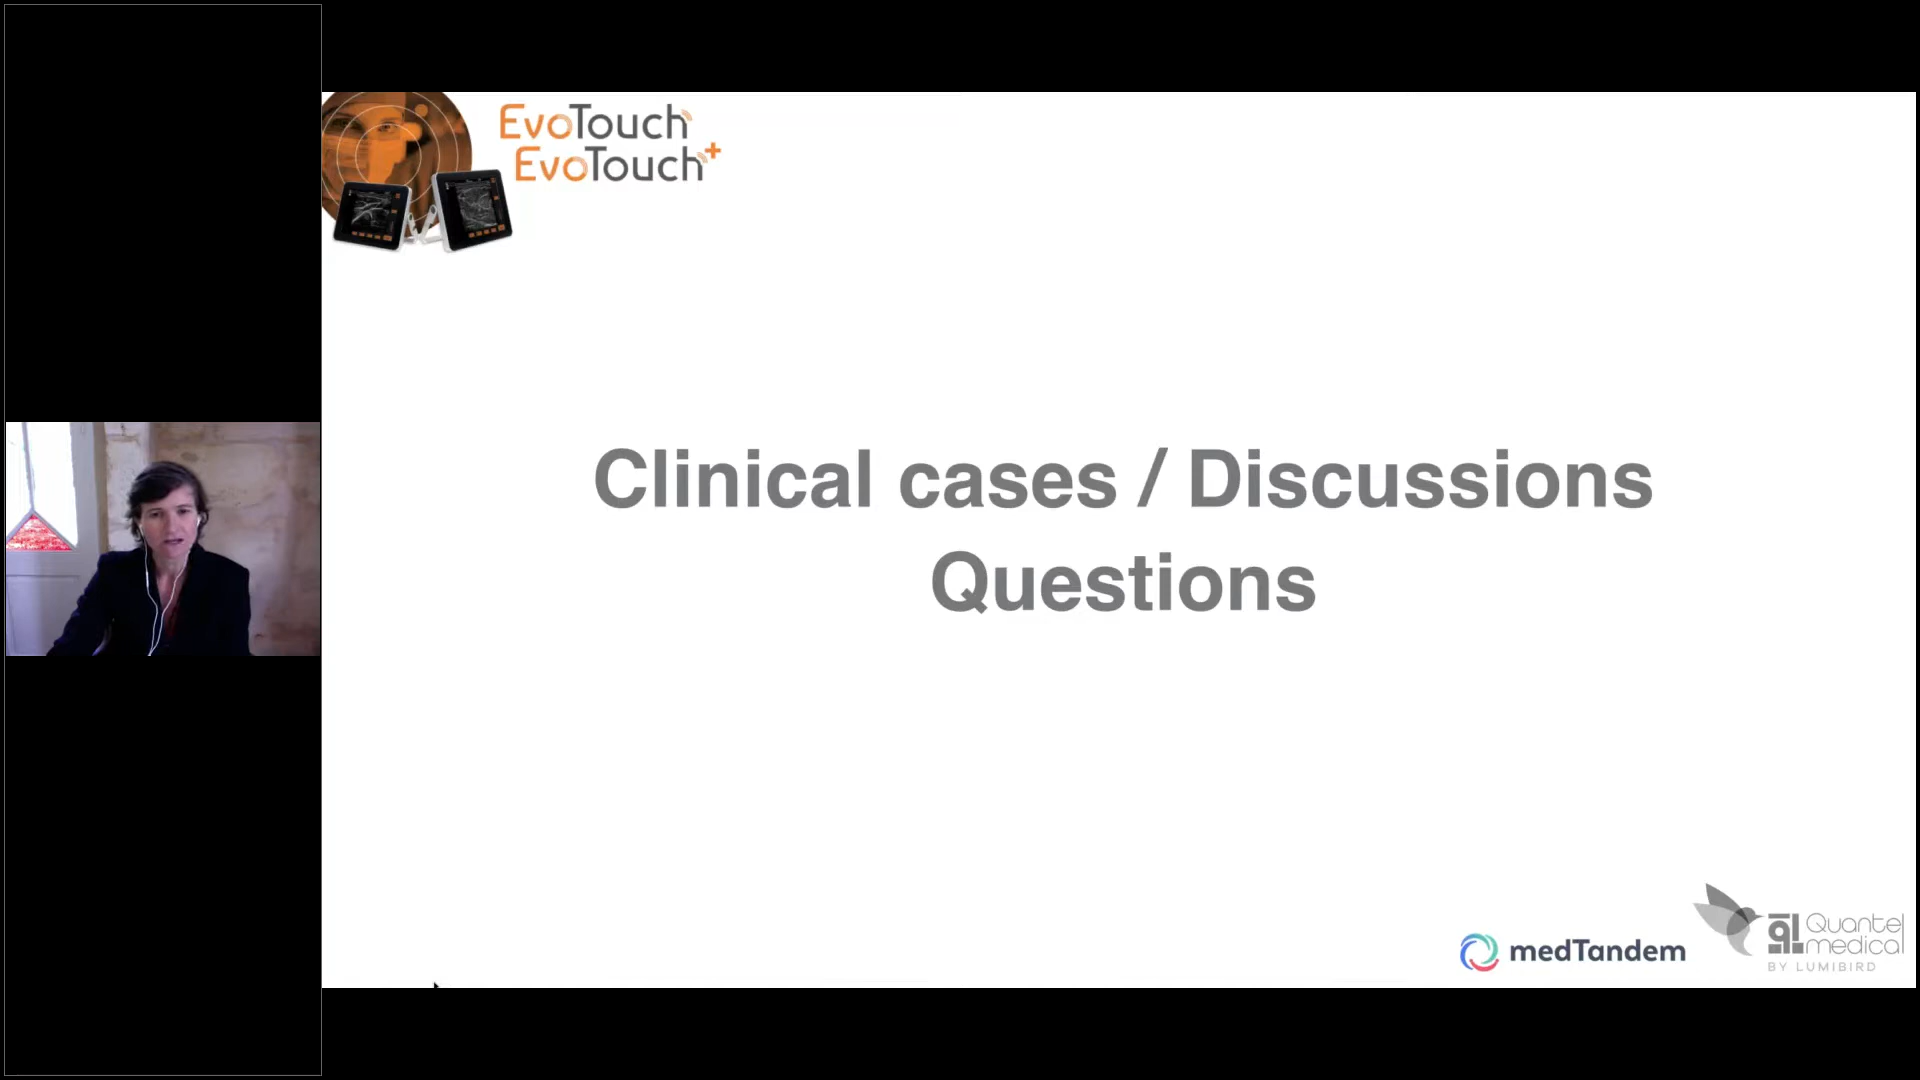 EvoTouch
EvoTouch+
Clinical cases / Discussions
Questions
medTandem
Quantel
medical
BY LUMIBIRD